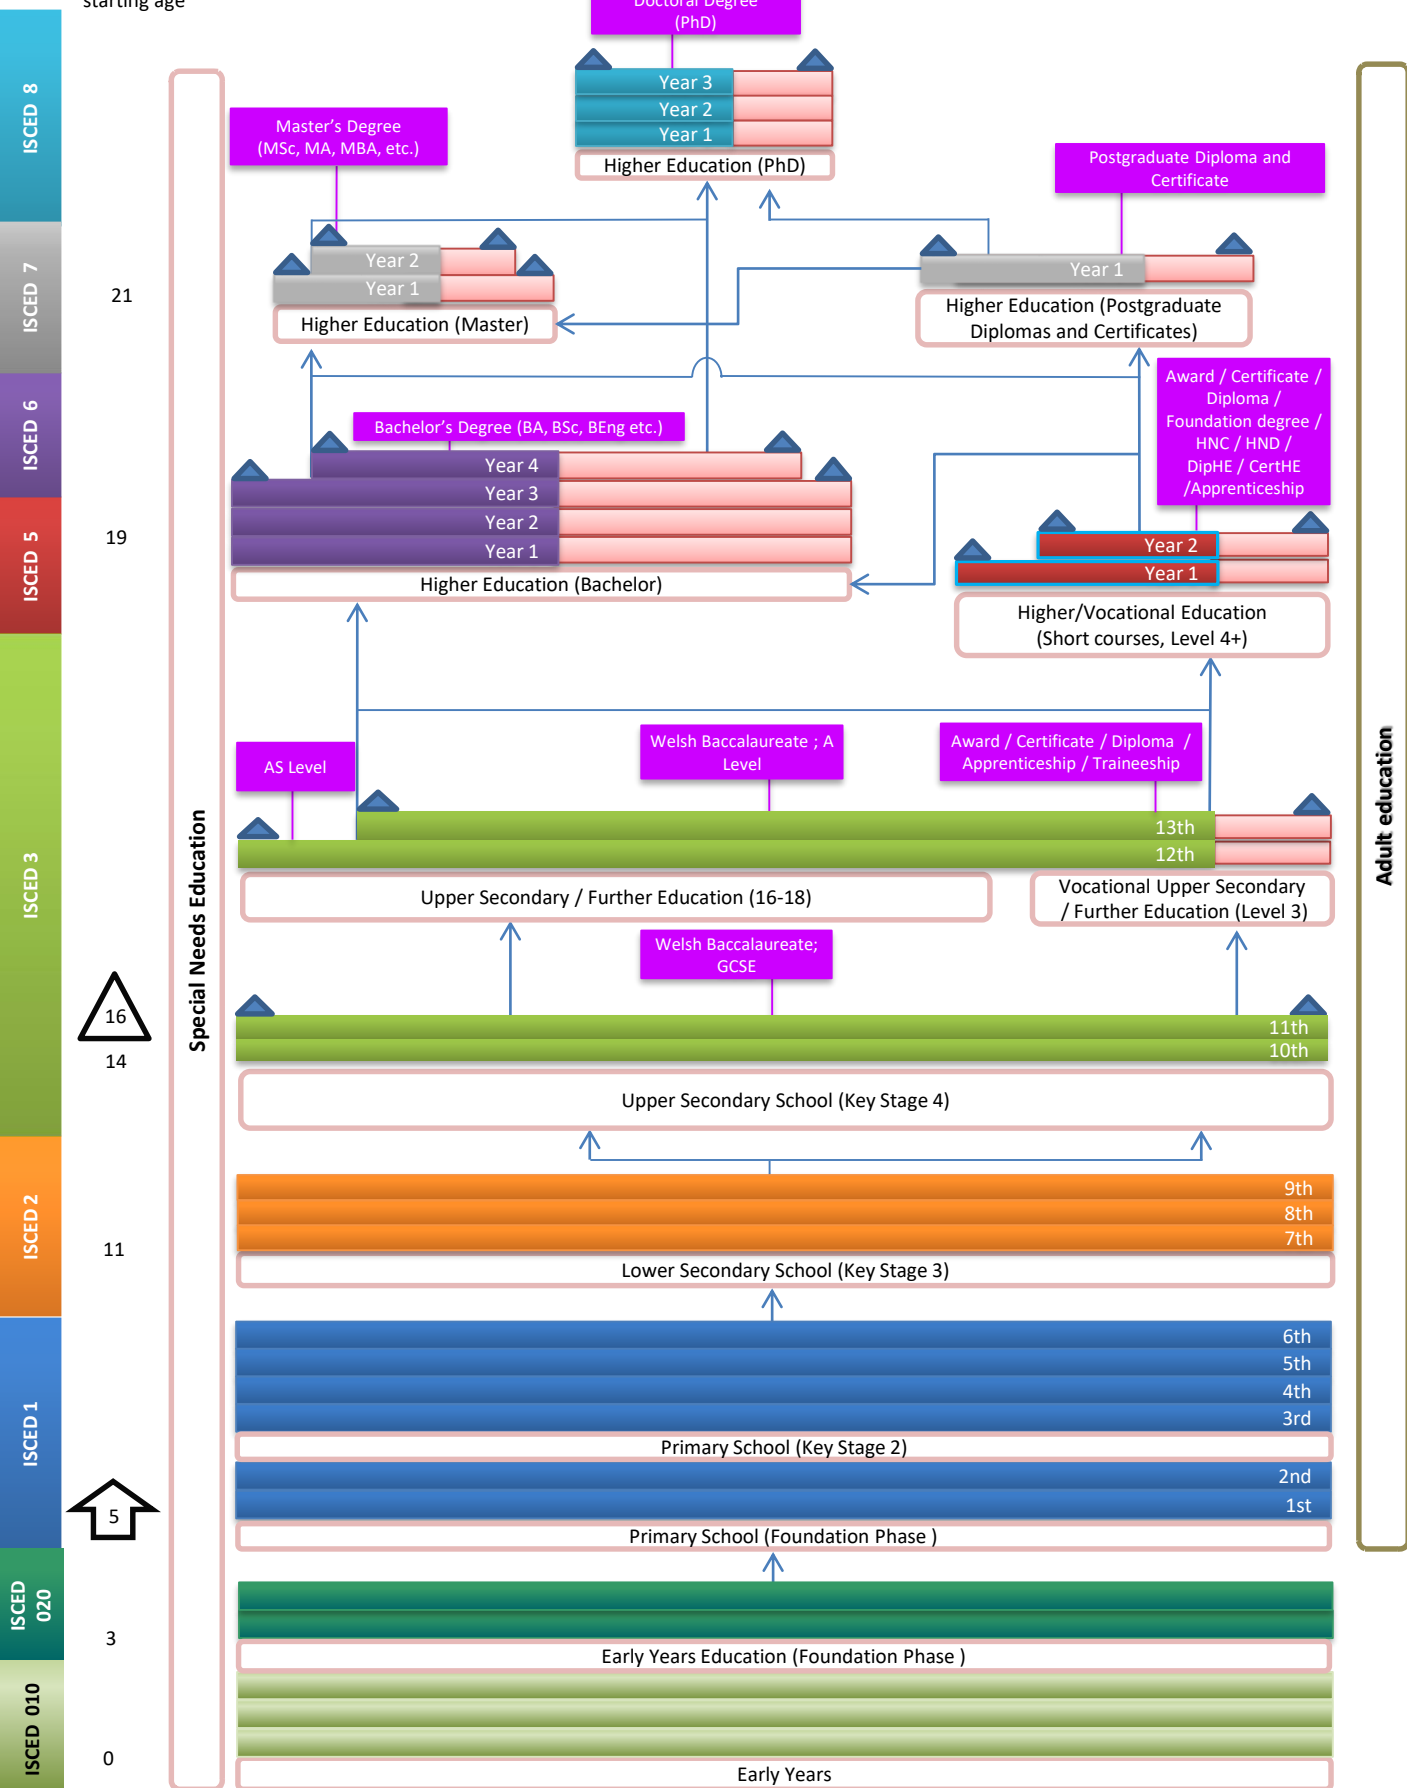 starting age
Doctoral Degree
(PhD)
ISCED 8
Year 3
Year 2
Year 1
Higher Education (PhD)
Master's Degree
(MSc, MA, MBA, etc.)
Postgraduate Diploma and
Certificate
ISCED 7
21
Year 2
Year 1
Higher Education (Master)
Year 1
Higher Education (Postgraduate
Diplomas and Certificates)
ISCED 6
Bachelor's Degree (BA, BSc, BEng etc.)
Award / Certificate /
Diploma /
Foundation degree /
HNC / HND /
DipHE / CertHE
/Apprenticeship
Year 4
Year 3
Year 2
Year 1
Higher Education (Bachelor)
ISCED 5
19
Year 2
Year 1
Higher/Vocational Education
(Short courses, Level 4+)
Special Needs Education
Adult education
ISCED 3
AS Level
Welsh Baccalaureate ; A
Level
Award / Certificate / Diploma /
Apprenticeship / Traineeship
13th
12th
Upper Secondary / Further Education (16-18)
Vocational Upper Secondary
/ Further Education (Level 3)
Welsh Baccalaureate;
GCSE
16
14
11th
10th
Upper Secondary School (Key Stage 4)
ISCED 2
11
9th
8th
7th
Lower Secondary School (Key Stage 3)
ISCED 1
6th
5th
4th
3rd
Primary School (Key Stage 2)
5
2nd
1st
Primary School (Foundation Phase )
ISCED
020
3
Early Years Education (Foundation Phase )
ISCED 010
0
Early Years